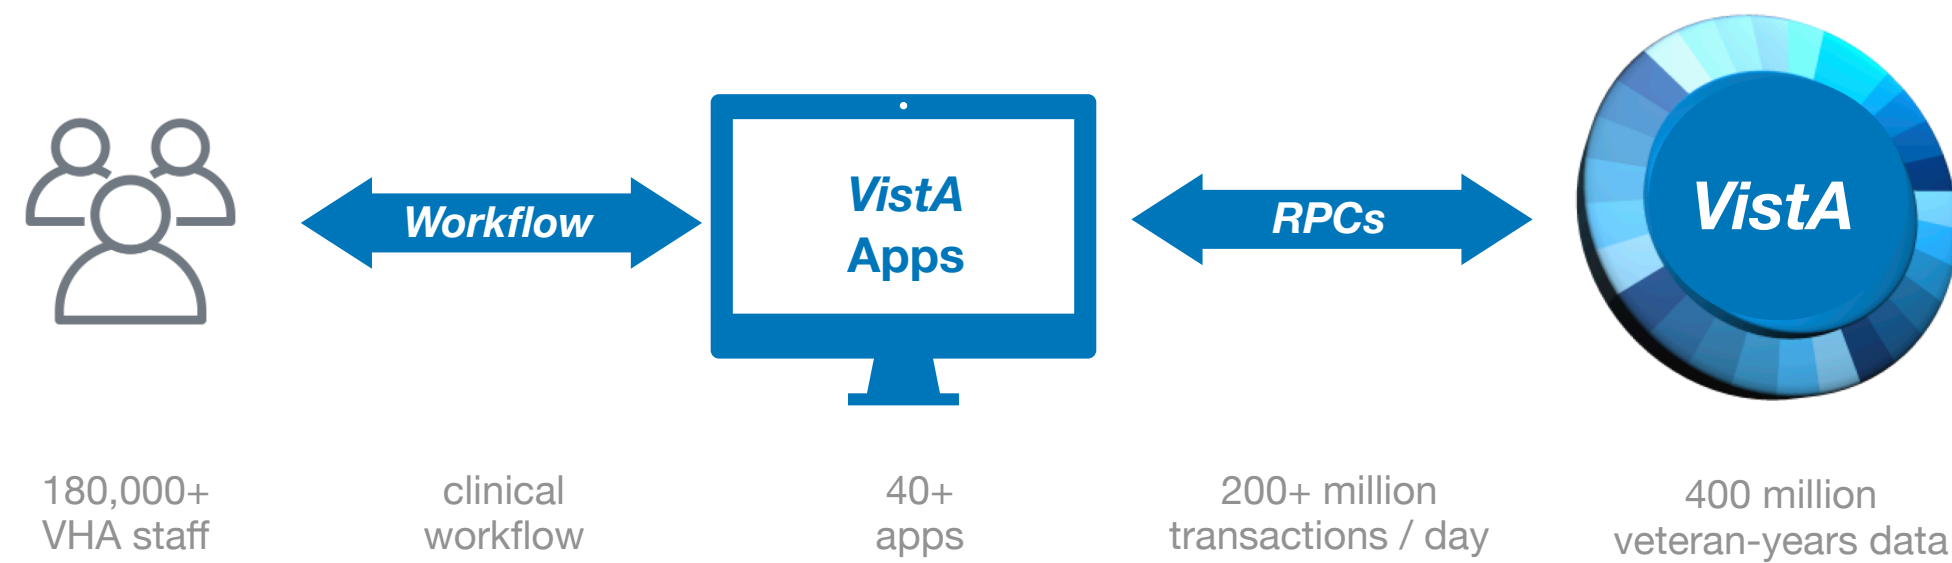 Workflow
VistA
Apps
RPCs
VistA
180,000+
VHA staff
clinical
workflow
40+
apps
200+ million
transactions / day
400 million
veteran-years data